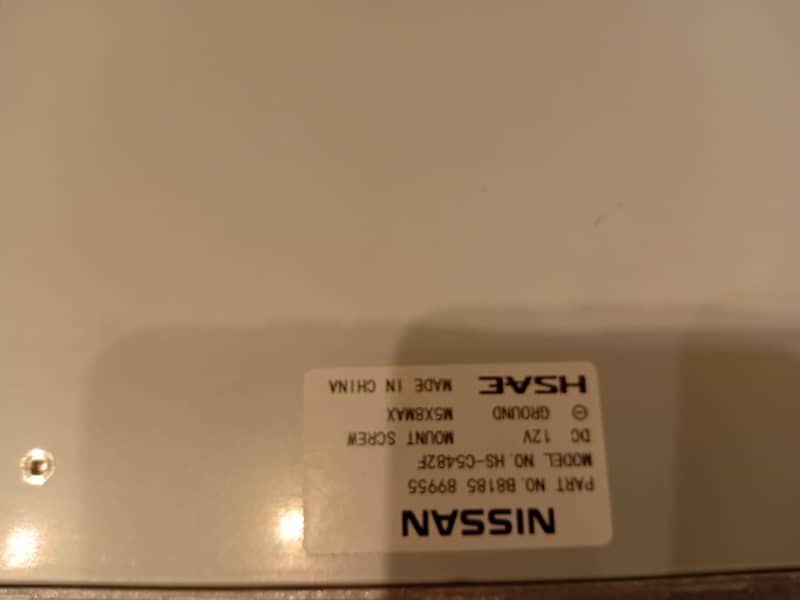 NISSAN
PART NO. B8185 89955
MODEL NO. HS-C5482F
DC 12V MOUNT SCREW
⊖ GROUND M5X8MAX
HSAE MADE IN CHINA